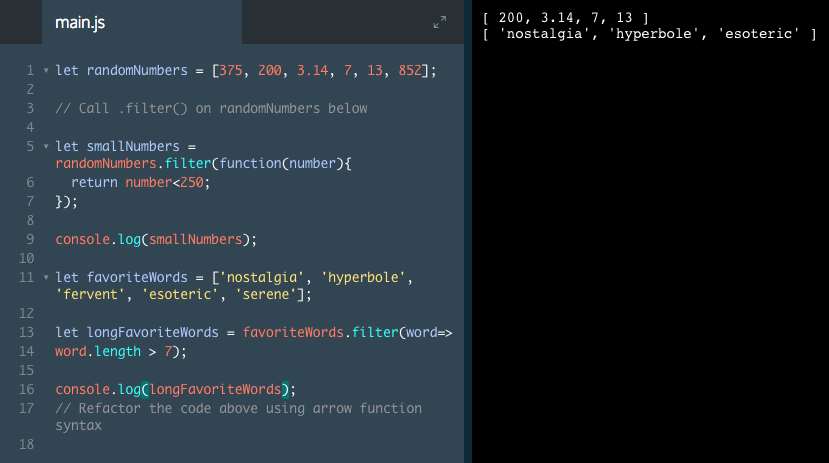 main.js
1 let randomNumbers = [375, 200, 3.14, 7, 13, 852];
2
3 // Call .filter() on randomNumbers below
4
5 let smallNumbers =
randomNumbers.filter(function(number){
6 return number<250;
7 });
8
9 console.log(smallNumbers);
10
11 let favoriteWords = ['nostalgia', 'hyperbole',
'fervent', 'esoteric', 'serene'];
12
13 let longFavoriteWords = favoriteWords.filter(word=>
14 word.length > 7);
15
16 console.log(longFavoriteWords);
17 // Refactor the code above using arrow function
syntax
18
[ 200, 3.14, 7, 13 ]
[ 'nostalgia', 'hyperbole', 'esoteric' ]